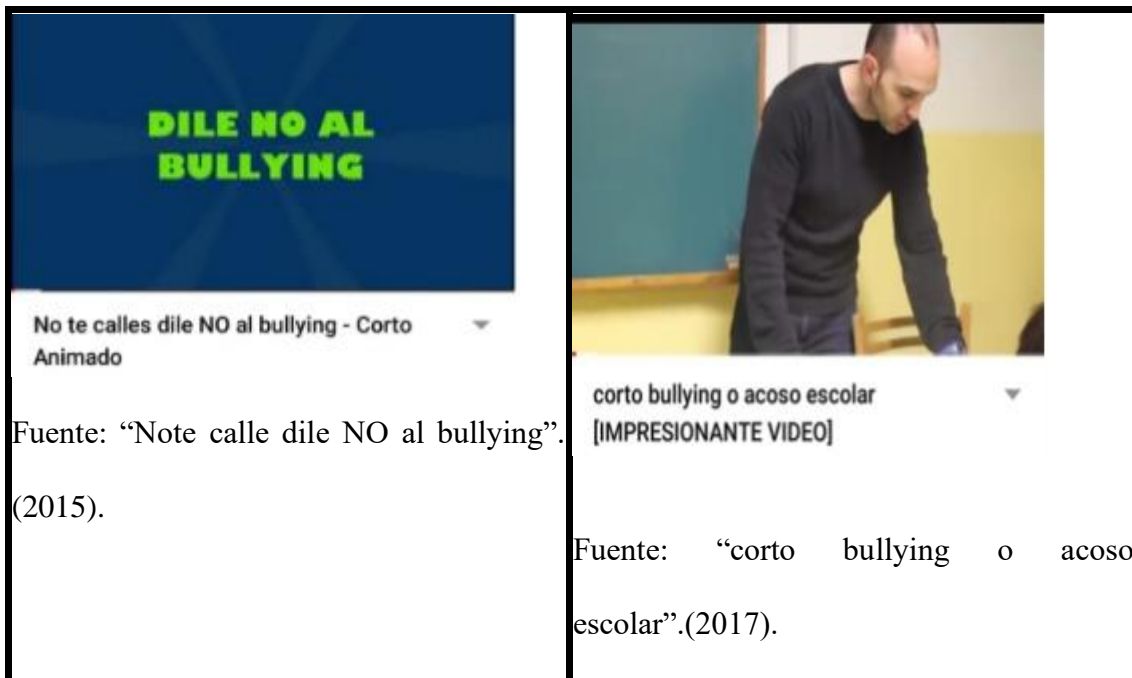 DILE NO AL
BULLYING
No te calles dile NO al bullying - Corto
Animado
Fuente: “Note calle dile NO al bullying”.
(2015).
corto bullying o acoso escolar
[IMPRESIONANTE VIDEO]
Fuente: “corto bullying o acoso
escolar”.(2017).